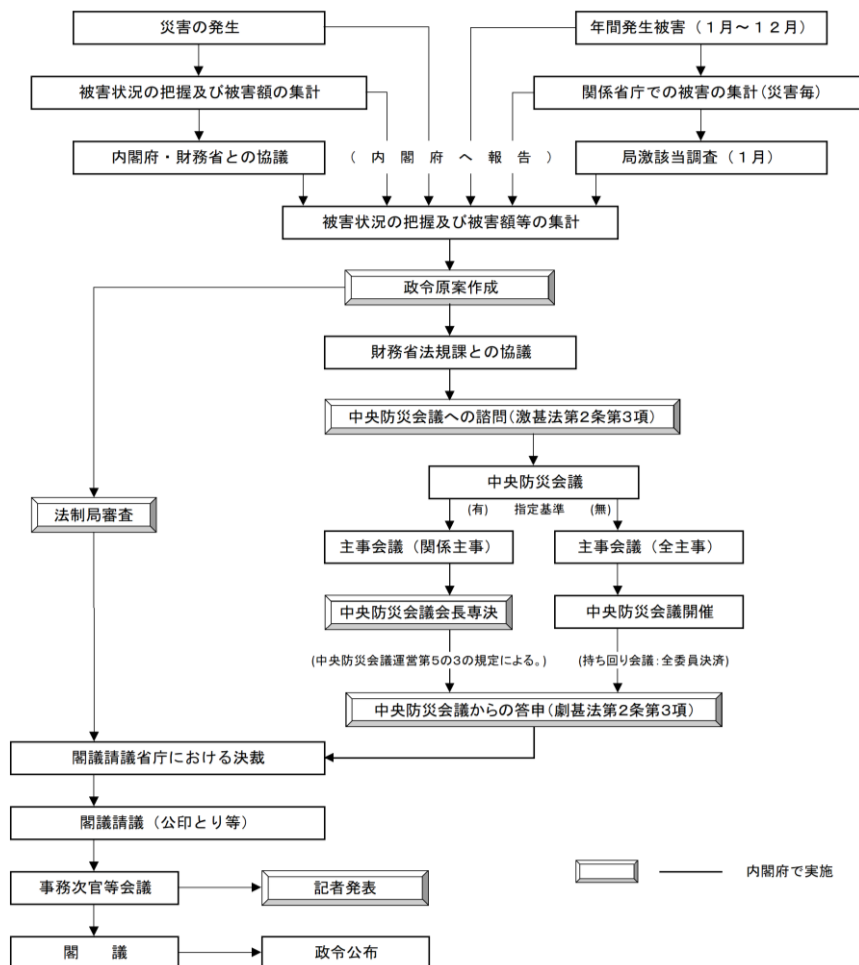 災害の発生
年間発生被害（１月～１２月）
被害状況の把握及び被害額の集計
関係省庁での被害の集計(災害毎)
内閣府・財務省との協議
（内閣府へ報告）
局激該当調査（１月）
被害状況の把握及び被害額等の集計
政令原案作成
財務省法規課との協議
中央防災会議への諮問(激甚法第２条第３項)
中央防災会議
(有)　指定基準　(無)
法制局審査
主事会議（関係主事）
主事会議（全主事）
中央防災会議会長専決
中央防災会議開催
(中央防災会議運営第５の３の規定による。)
(持ち回り会議：全委員決済)
中央防災会議からの答申(劇甚法第２条第３項)
閣議請議省庁における決裁
閣議請議（公印とり等）
事務次官等会議
記者発表
内閣府で実施
閣　議
政令公布